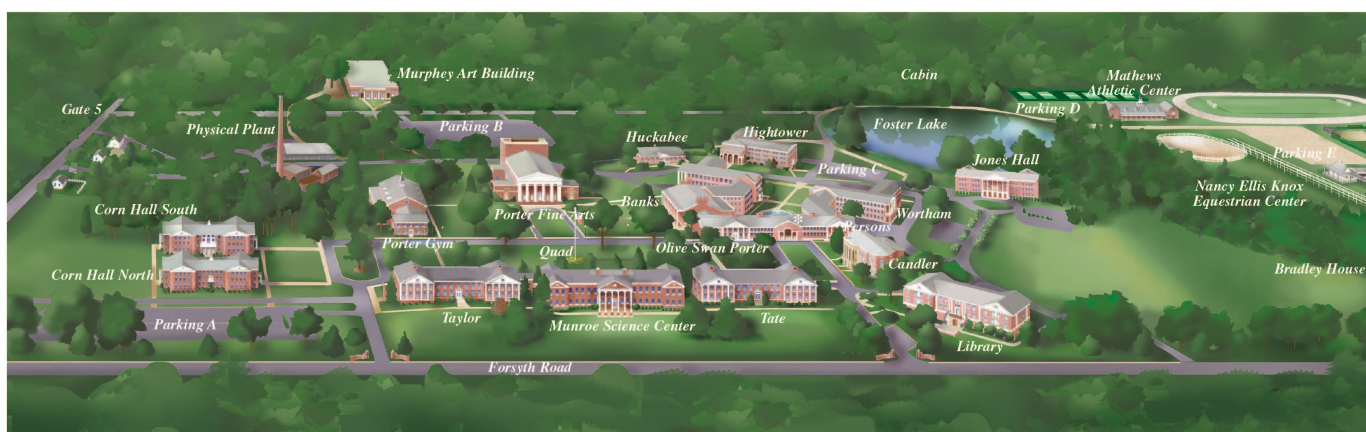 Murphey Art Building
Cabin
Mathews
Athletic Center
Gate 5
Parking D
Physical Plant
Parking B
Foster Lake
Huckabee
Hightower
Jones Hall
Parking E
Parking C
Nancy Ellis Knox
Equestrian Center
Corn Hall South
Porter Fine Arts
Banks
Wortham
Persons
Porter Gym
Quad
Olive Swan Porter
Candler
Corn Hall North
Bradley House
Parking A
Taylor
Munroe Science Center
Tate
Library
Forsyth Road